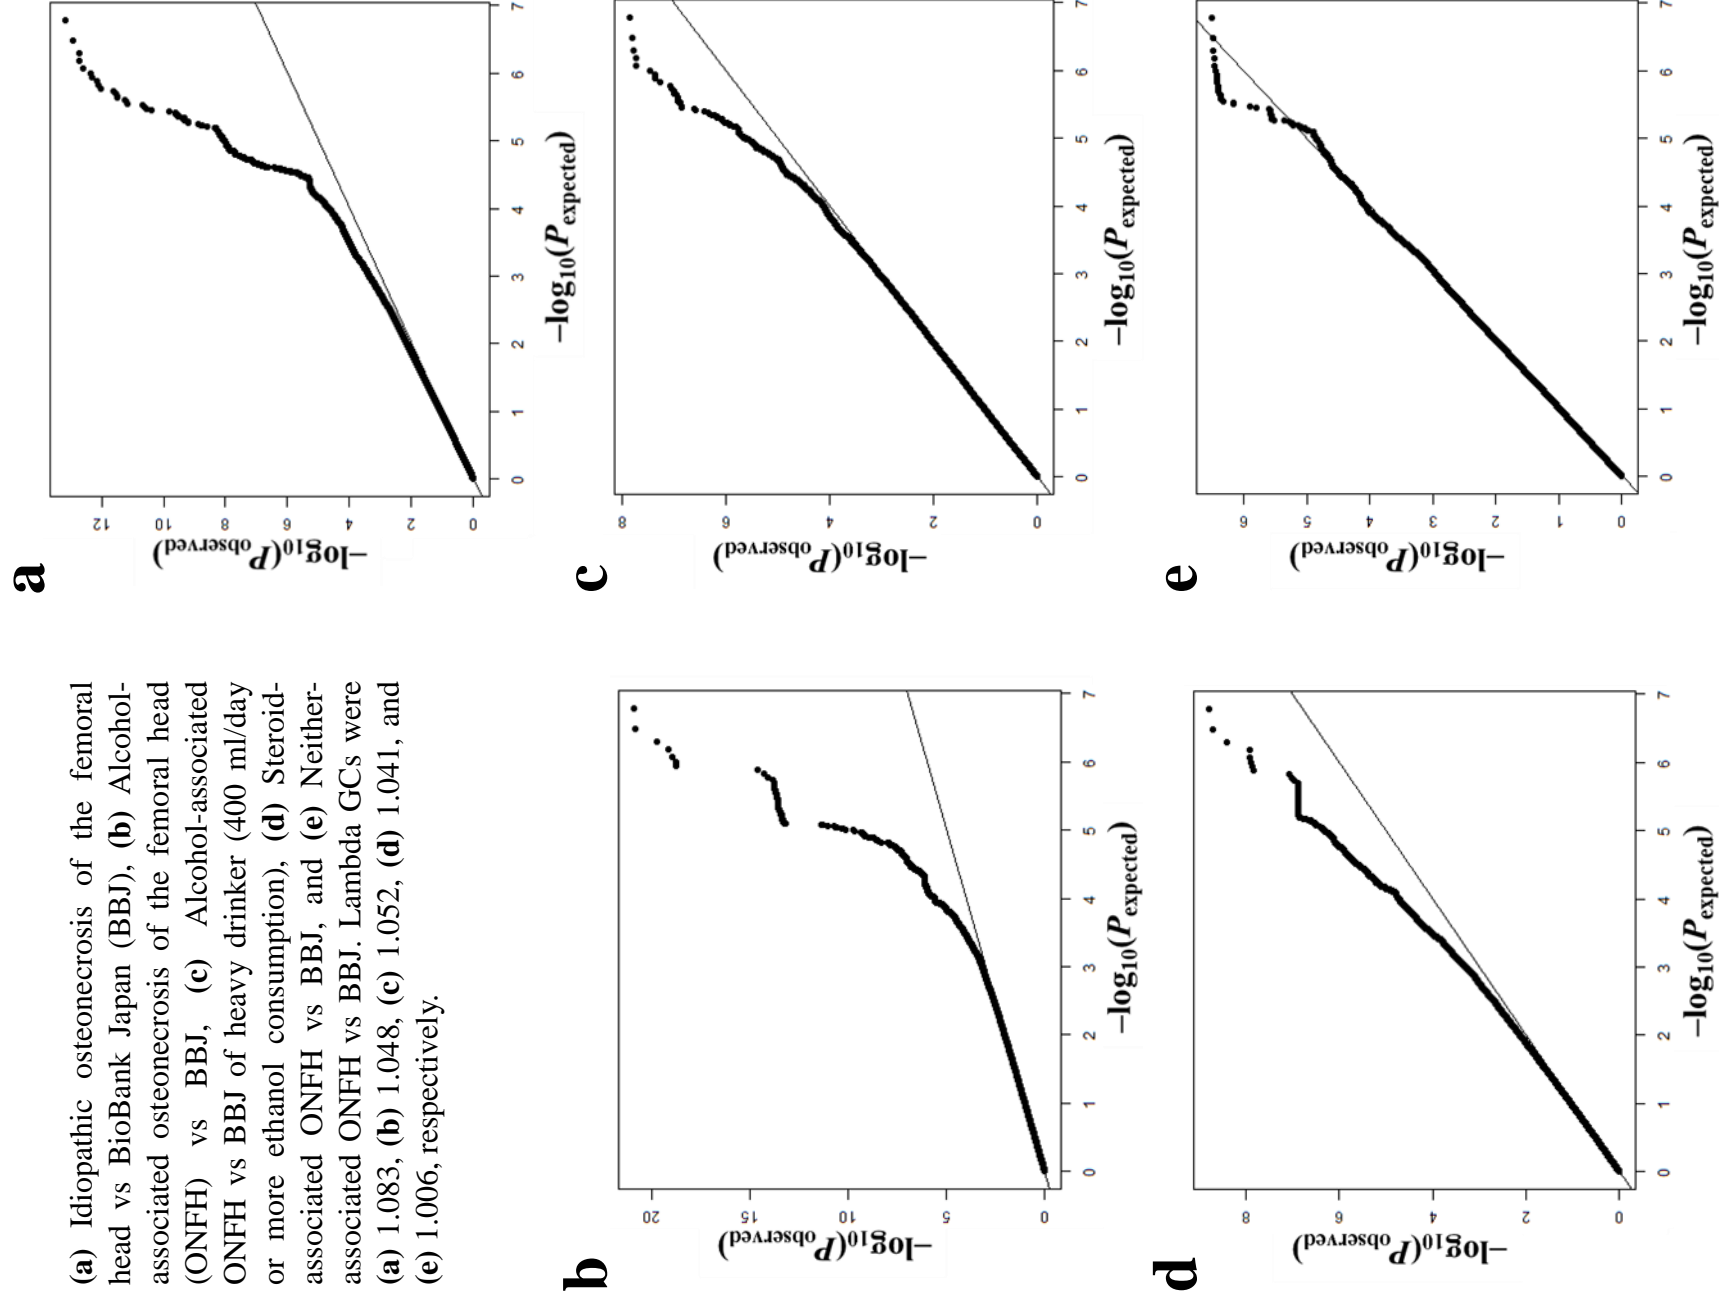 (a) Idiopathic osteonecrosis of the femoral
head vs BioBank Japan (BBJ), (b) Alcohol-
associated osteonecrosis of the femoral head
(ONFH) vs BBJ, (c) Alcohol-associated
ONFH vs BBJ of heavy drinker (400 ml/day
or more ethanol consumption), (d) Steroid-
associated ONFH vs BBJ, and (e) Neither-
associated ONFH vs BBJ. Lambda GCs were
(a) 1.083, (b) 1.048, (c) 1.052, (d) 1.041, and
(e) 1.006, respectively.
a
−log10(Pobserved)
0 2 4 6 8 10 12
0 1 2 3 4 5 6 7
−log10(Pexpected)
b
−log10(Pobserved)
0 5 10 15 20
0 1 2 3 4 5 6 7
−log10(Pexpected)
c
−log10(Pobserved)
0 2 4 6 8
0 1 2 3 4 5 6 7
−log10(Pexpected)
d
−log10(Pobserved)
0 2 4 6 8
0 1 2 3 4 5 6 7
−log10(Pexpected)
e
−log10(Pobserved)
0 1 2 3 4 5 6
0 1 2 3 4 5 6 7
−log10(Pexpected)